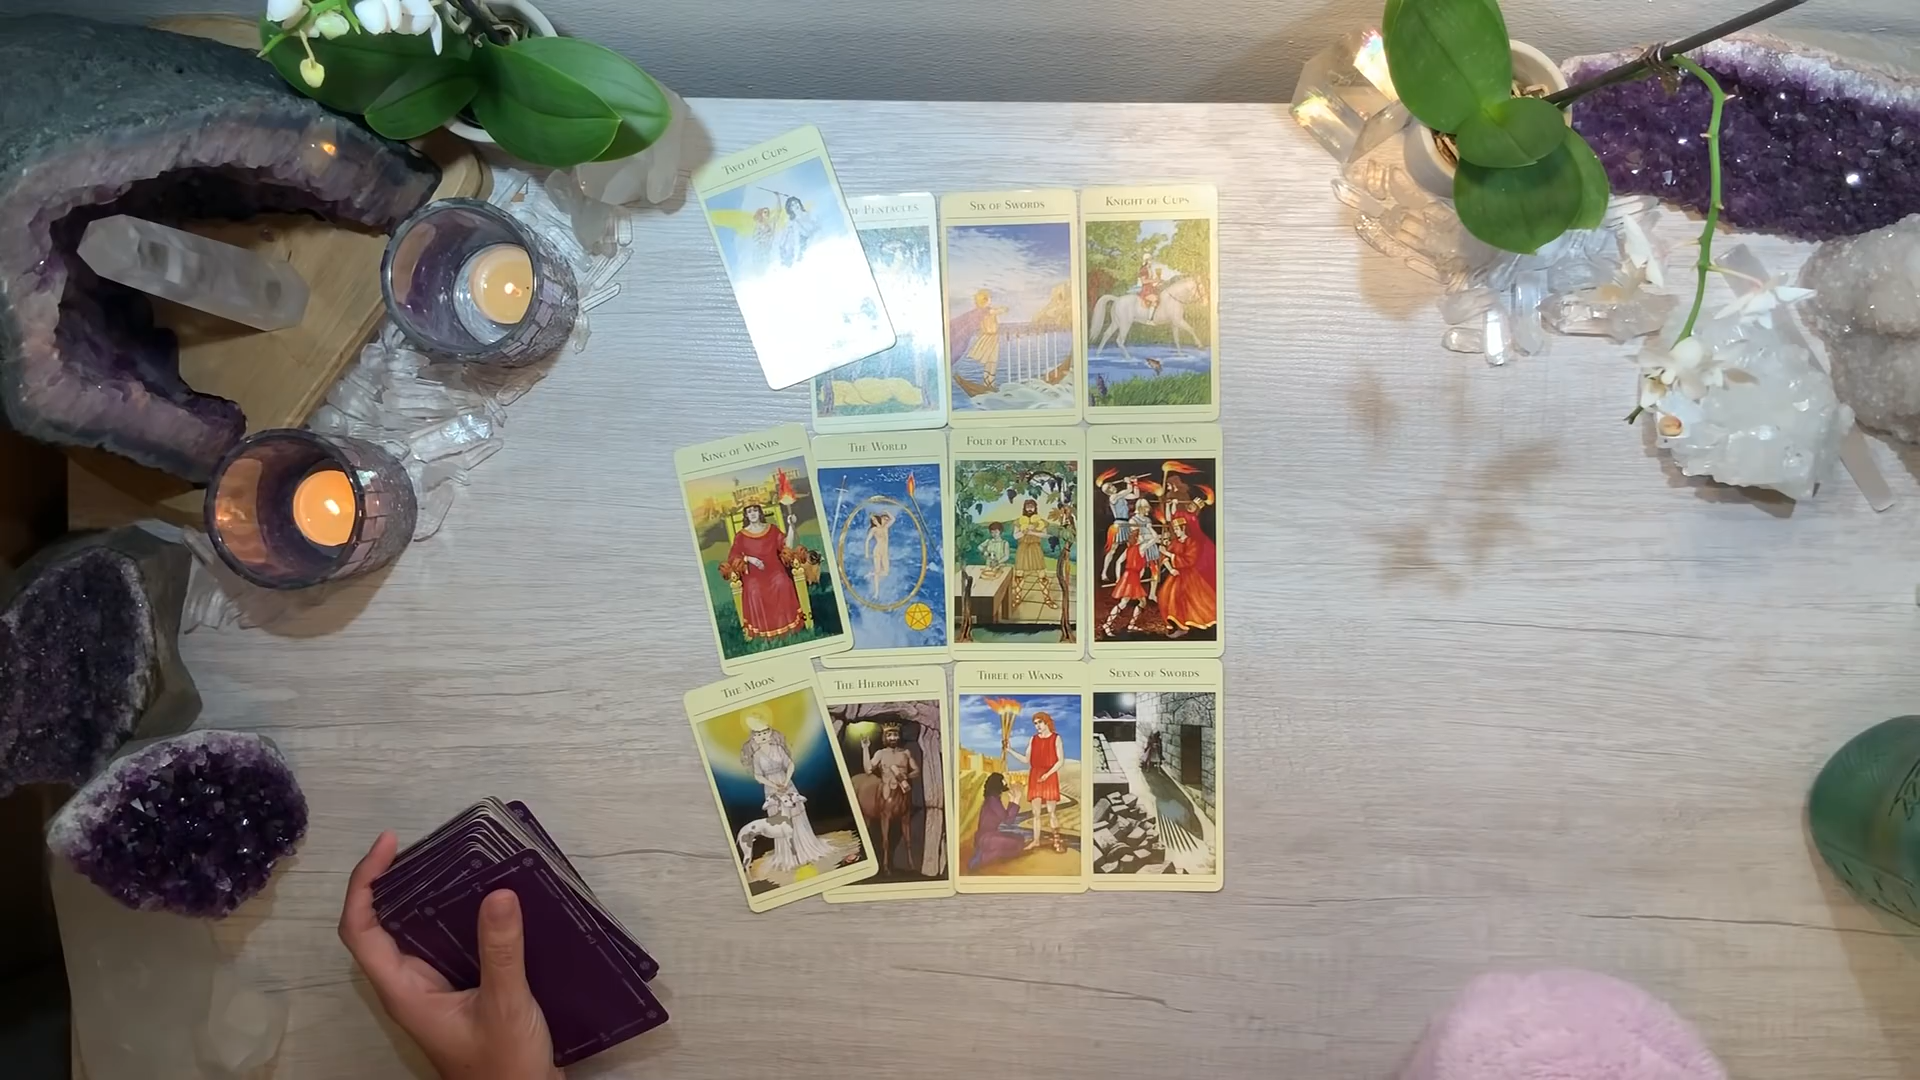 TWO OF CUPS
OF PENTACLES
SIX OF SWORDS
KNIGHT OF CUPS
KING OF WANDS
THE WORLD
FOUR OF PENTACLES
SEVEN OF WANDS
THE MOON
THE HIEROPHANT
THREE OF WANDS
SEVEN OF SWORDS